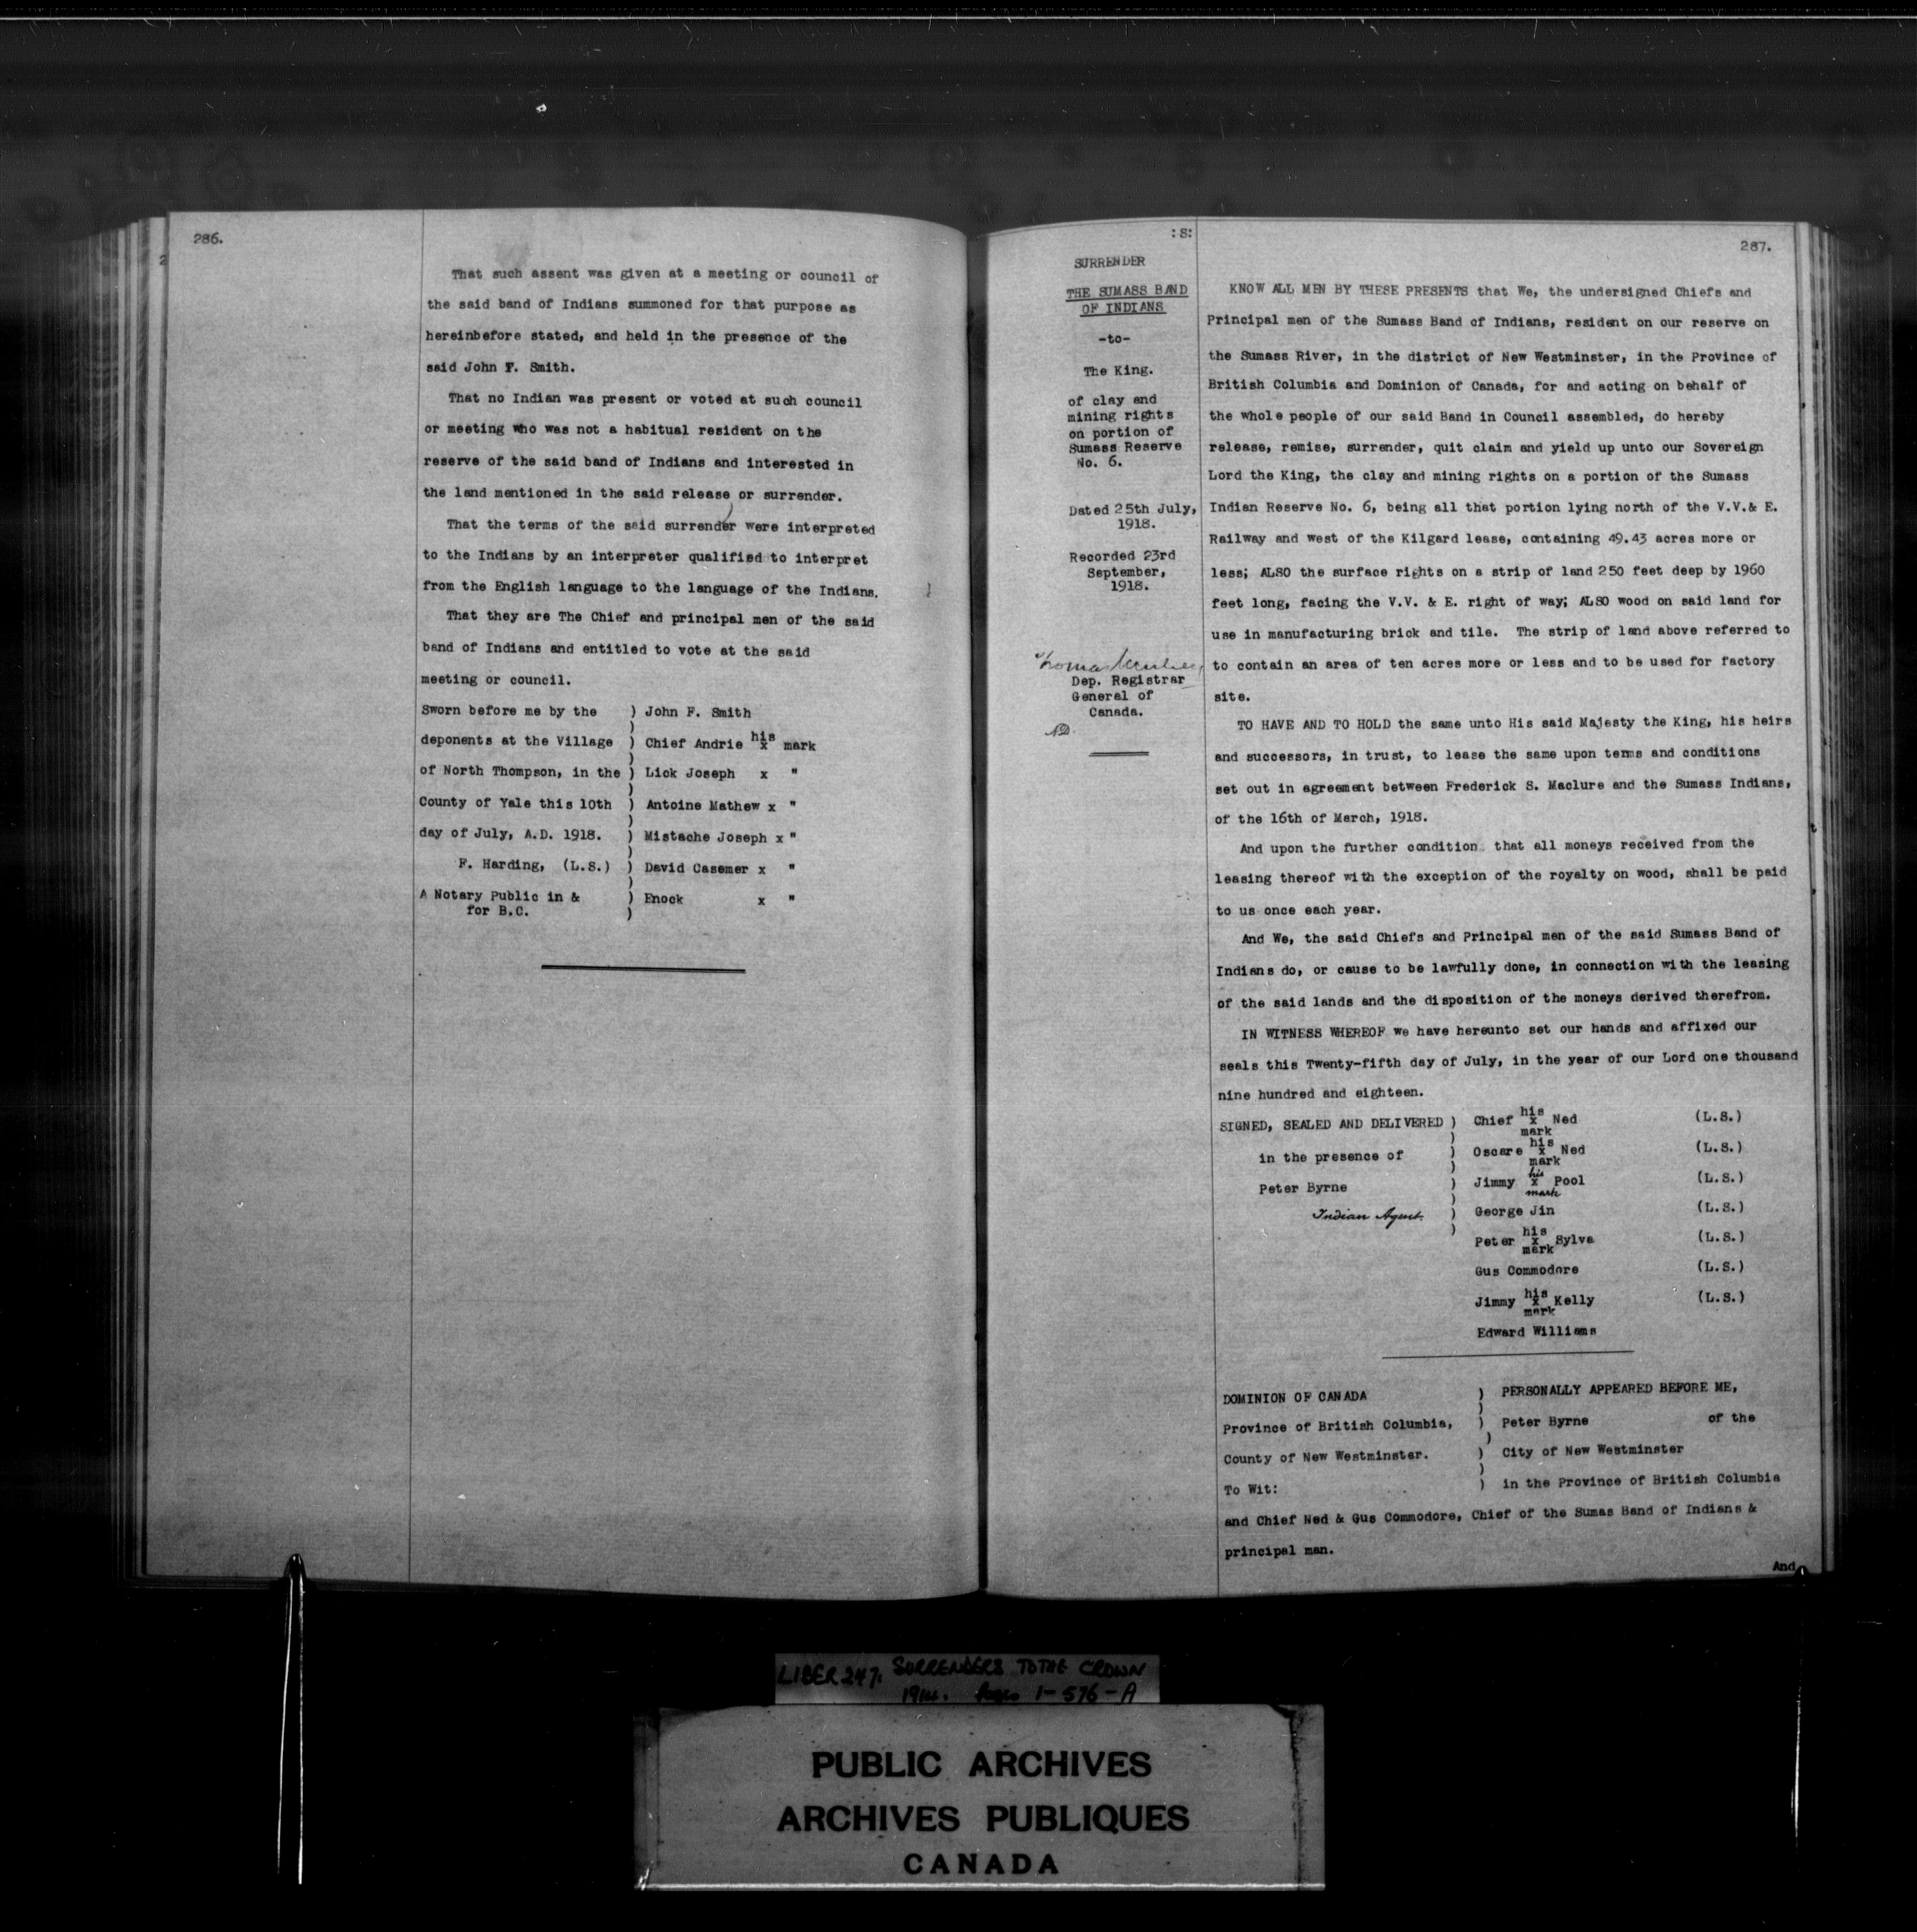 286.
That such assent was given at a meeting or council of
the said band of Indians summoned for that purpose as
hereinbefore stated, and held in the presence of the
said John F. Smith.
That no Indian was present or voted at such council
or meeting who was not a habitual resident on the
reserve of the said band of Indians and interested in
the land mentioned in the said release or surrender.
That the terms of the said surrender were interpreted
to the Indians by an interpreter qualified to interpret
from the English language to the language of the Indians.
That they are The Chief and principal men of the said
band of Indians and entitled to vote at the said
meeting or council.
Sworn before me by the ) John F. Smith
deponents at the Village ) Chief Andrie his x mark
of North Thompson, in the ) Lick Joseph x "
County of Yale this 10th ) Antoine Mathew x "
day of July, A.D. 1918. ) Mistache Joseph x "
F. Harding, (L.S.) ) David Casemer x "
A Notary Public in & ) Enock x "
for B.C. )
:S:
SURRENDER
THE SUMASS BAND
OF INDIANS
-to-
The King.
of clay and
mining rights
on portion of
Sumass Reserve
No. 6.
Dated 25th July,
1918.
Recorded 23rd
September,
1918.
Thomas
Dep. Registrar
General of
Canada.
287.
KNOW ALL MEN BY THESE PRESENTS that We, the undersigned Chiefs and
Principal men of the Sumass Band of Indians, resident on our reserve on
the Sumass River, in the district of New Westminster, in the Province of
British Columbia and Dominion of Canada, for and acting on behalf of
the whole people of our said Band in Council assembled, do hereby
release, remise, surrender, quit claim and yield up unto our Sovereign
Lord the King, the clay and mining rights on a portion of the Sumass
Indian Reserve No. 6, being all that portion lying north of the V.V.& E.
Railway and west of the Kilgard lease, containing 49.43 acres more or
less; ALSO the surface rights on a strip of land 250 feet deep by 1960
feet long, facing the V.V. & E. right of way; ALSO wood on said land for
use in manufacturing brick and tile. The strip of land above referred to
to contain an area of ten acres more or less and to be used for factory
site.
TO HAVE AND TO HOLD the same unto His said Majesty the King, his heirs
and successors, in trust, to lease the same upon terms and conditions
set out in agreement between Frederick S. Maclure and the Sumass Indians,
of the 16th of March, 1918.
And upon the further condition that all moneys received from the
leasing thereof with the exception of the royalty on wood, shall be paid
to us once each year.
And We, the said Chiefs and Principal men of the said Sumass Band of
Indians do, or cause to be lawfully done, in connection with the leasing
of the said lands and the disposition of the moneys derived therefrom.
IN WITNESS WHEREOF we have hereunto set our hands and affixed our
seals this Twenty-fifth day of July, in the year of our Lord one thousand
nine hundred and eighteen.
SIGNED, SEALED AND DELIVERED ) Chief his x mark Ned (L.S.)
in the presence of ) Oscare his x mark Ned (L.S.)
Peter Byrne ) Jimmy his x mark Pool (L.S.)
Indian Agent. ) George Jin (L.S.)
Peter his x mark Sylva (L.S.)
Gus Commodore (L.S.)
Jimmy his x mark Kelly (L.S.)
Edward Williams
DOMINION OF CANADA ) PERSONALLY APPEARED BEFORE ME,
Province of British Columbia, ) Peter Byrne of the
County of New Westminster. ) City of New Westminster
To Wit: ) in the Province of British Columbia
and Chief Ned & Gus Commodore, Chief of the Sumas Band of Indians &
principal man.
And
LIBER 247. SURRENDERS TO THE CROWN
1914. Pages 1-576-A
PUBLIC ARCHIVES
ARCHIVES PUBLIQUES
CANADA